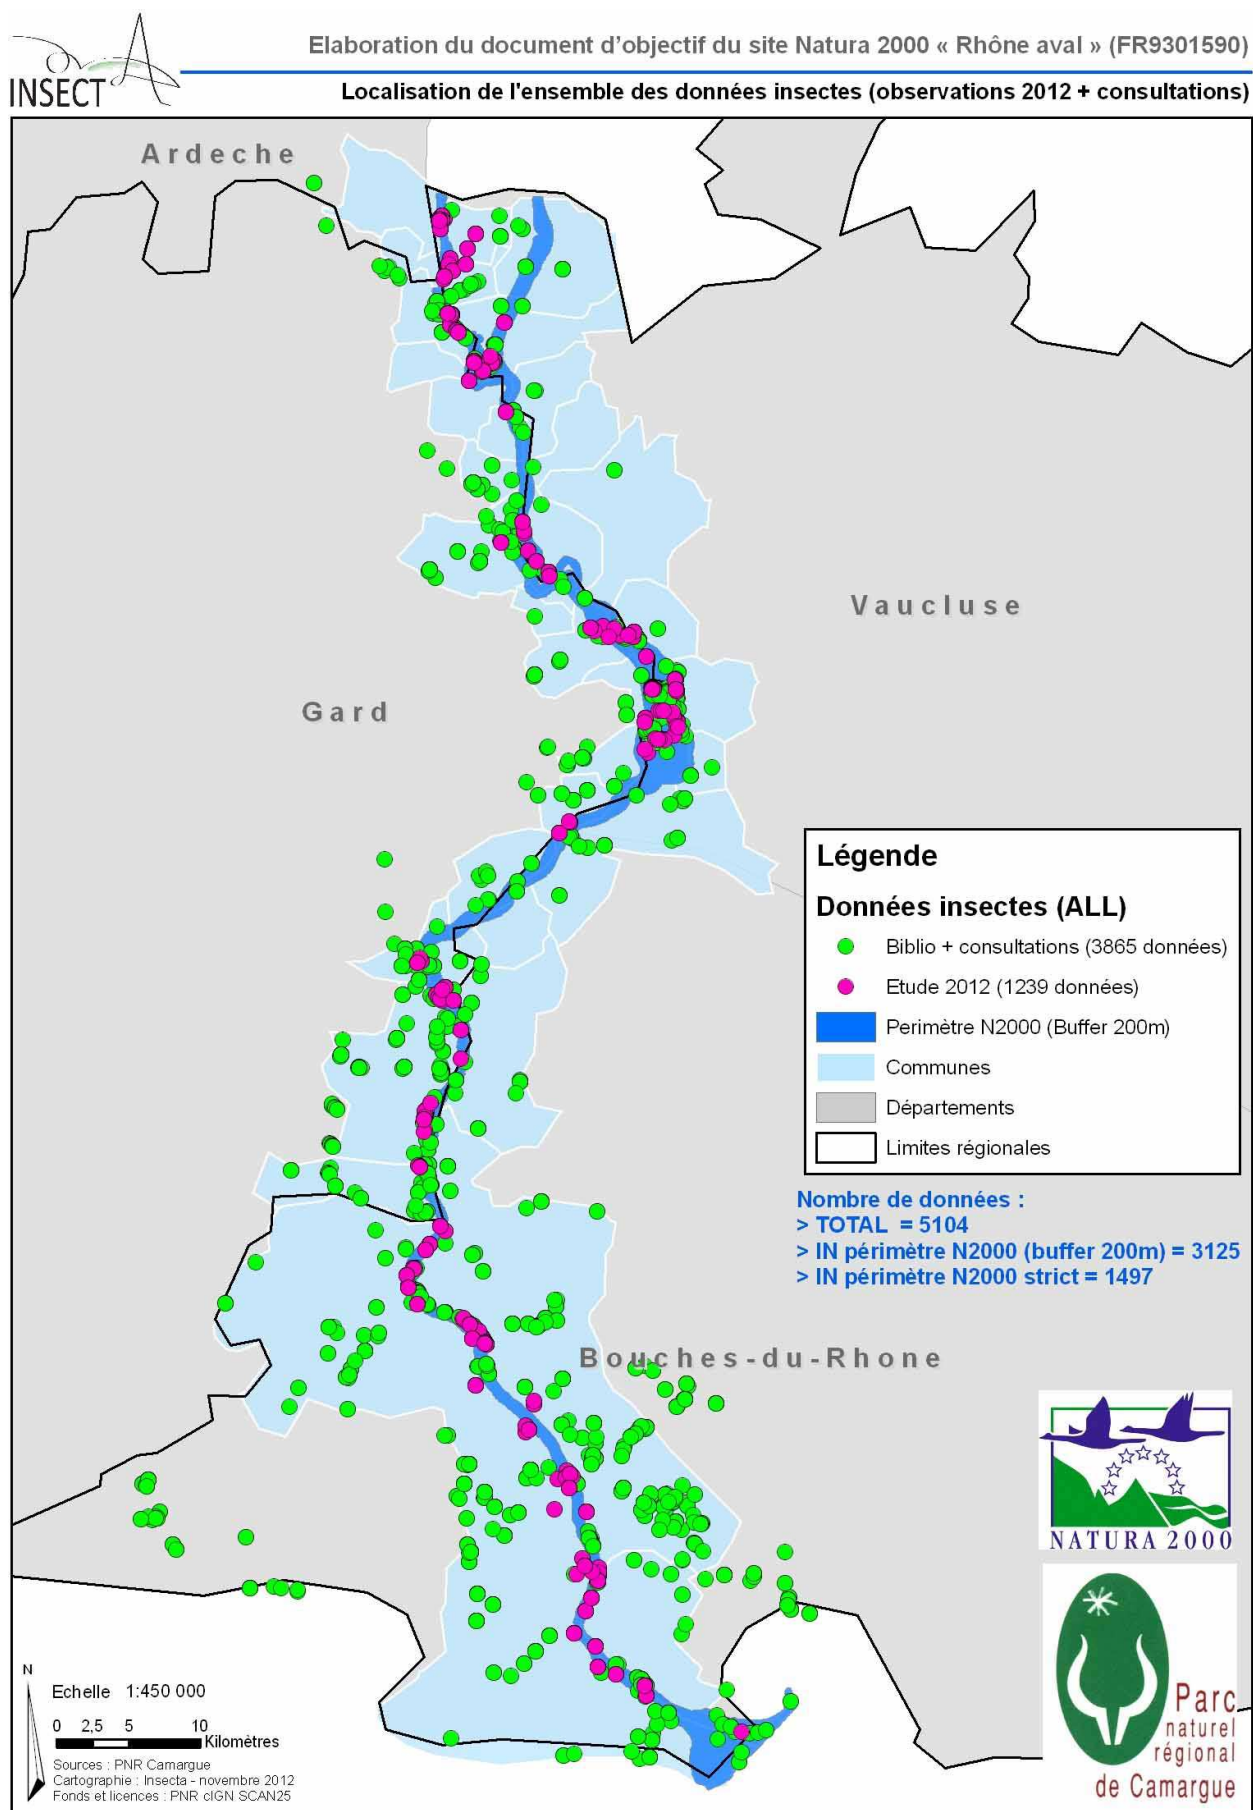 Elaboration du document d'objectif du site Natura 2000 « Rhône aval » (FR9301590)
INSECTA
Localisation de l'ensemble des données insectes (observations 2012 + consultations)
Ardeche
Vaucluse
Gard
Légende
Données insectes (ALL)
Biblio + consultations (3865 données)
Etude 2012 (1239 données)
Perimètre N2000 (Buffer 200m)
Communes
Départements
Limites régionales
Nombre de données :
> TOTAL = 5104
> IN périmètre N2000 (buffer 200m) = 3125
> IN périmètre N2000 strict = 1497
Bouches-du-Rhone
NATURA 2000
N
Echelle 1:450 000
0 2,5 5 10
Kilomètres
Sources : PNR Camargue
Cartographie : Insecta - novembre 2012
Fonds et licences : PNR cIGN SCAN25
Parc
naturel
régional
de Camargue